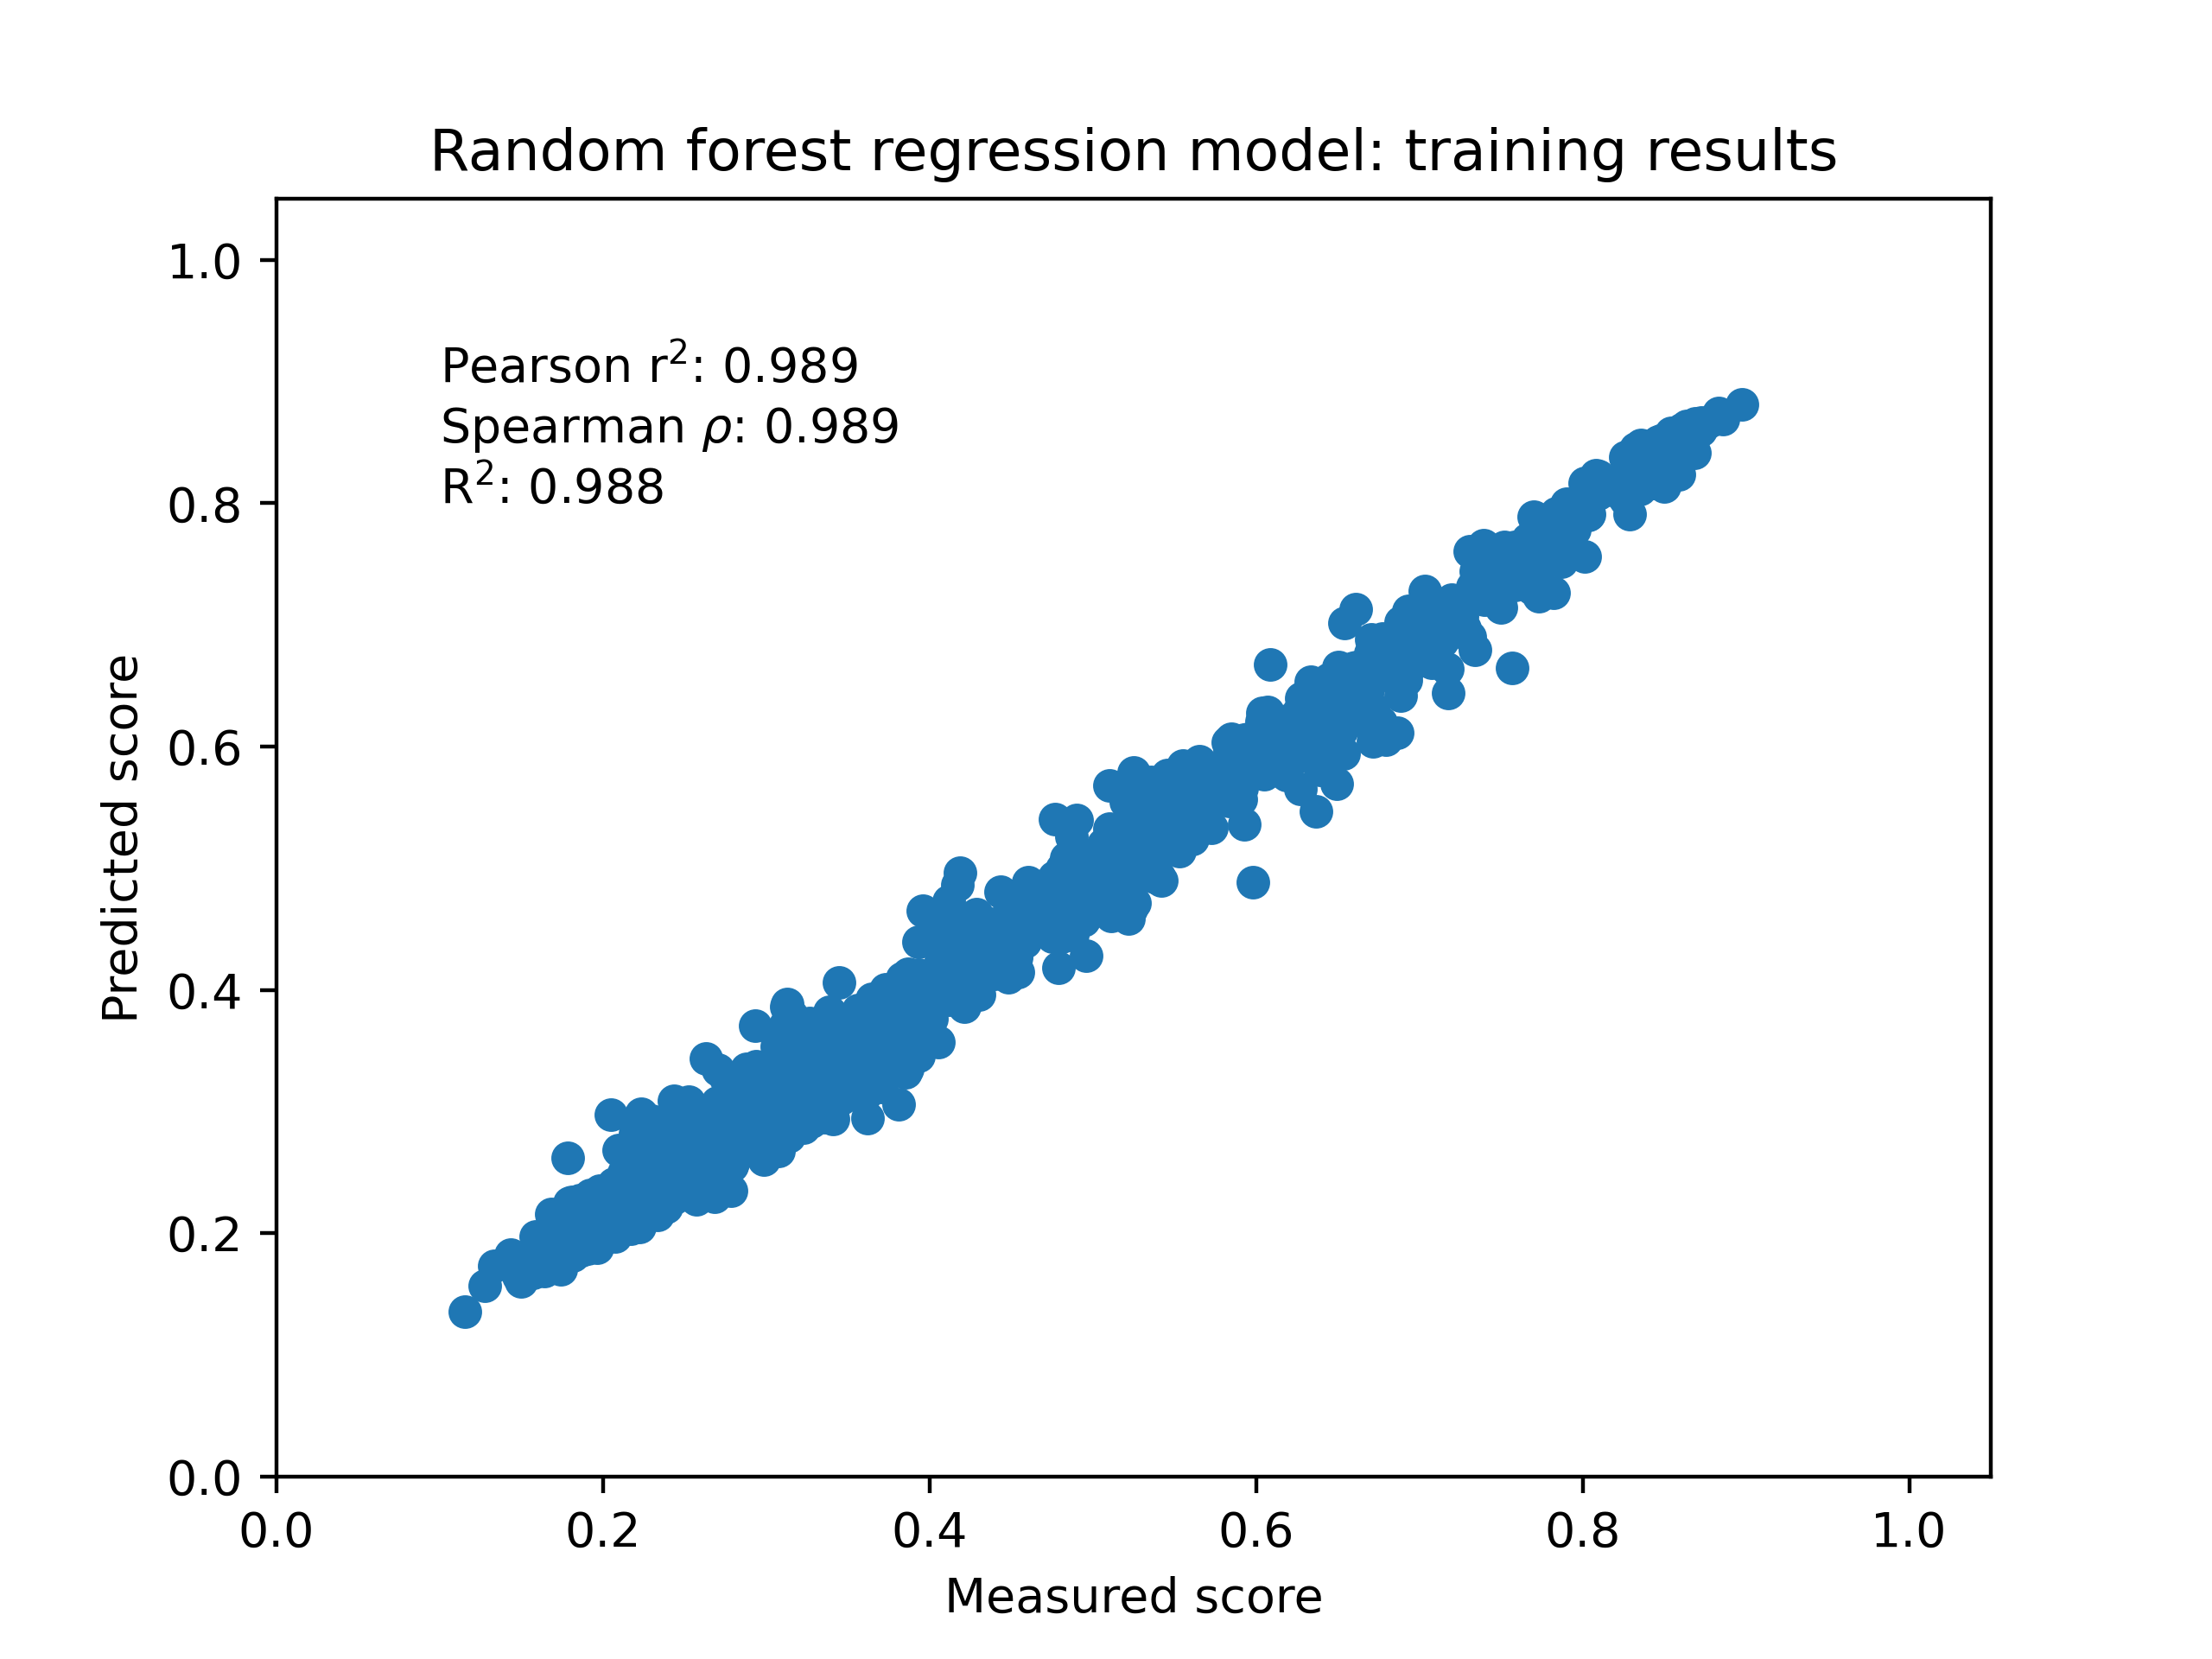 Random forest regression model: training results
1.0
Pearson r²: 0.989
Spearman ρ: 0.989
R²: 0.988
0.8
0.6
Predicted score
0.4
0.2
0.0
0.0 0.2 0.4 0.6 0.8 1.0
Measured score